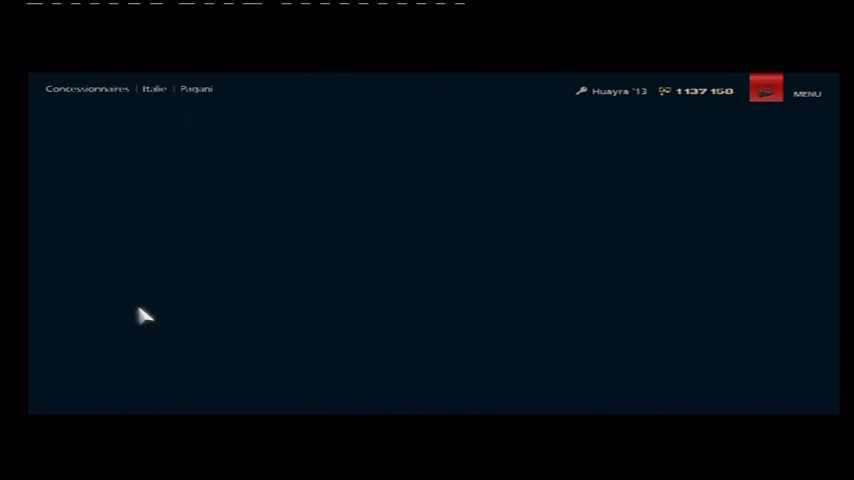 Concessionnaires | Italie | Pagani
Huayra '13 1 137 150
MENU